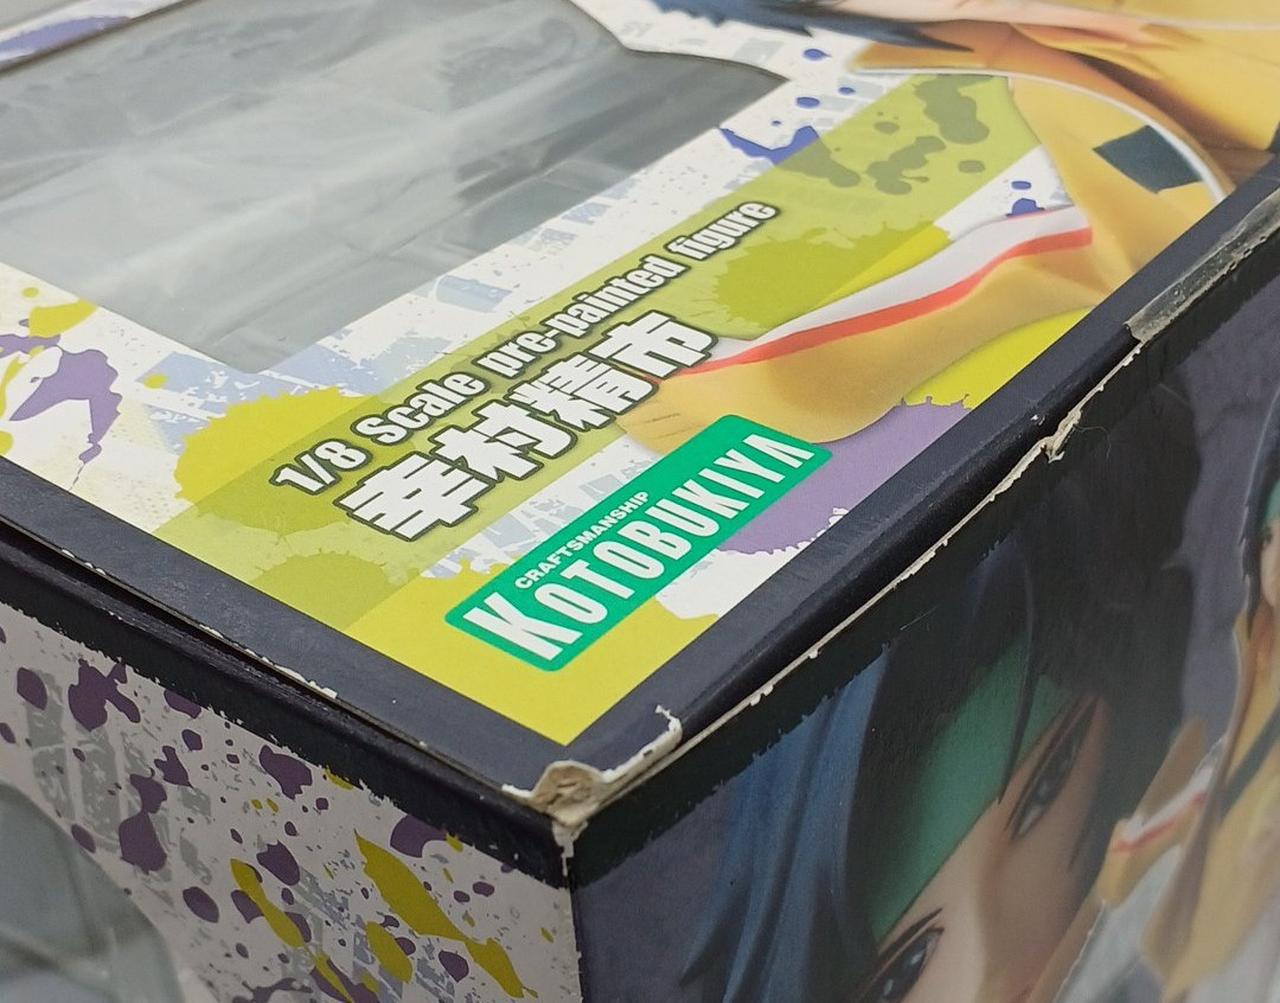 1/8 Scale pre-painted figure
幸村精市
CRAFTSMANSHIP
KOTOBUKIYA